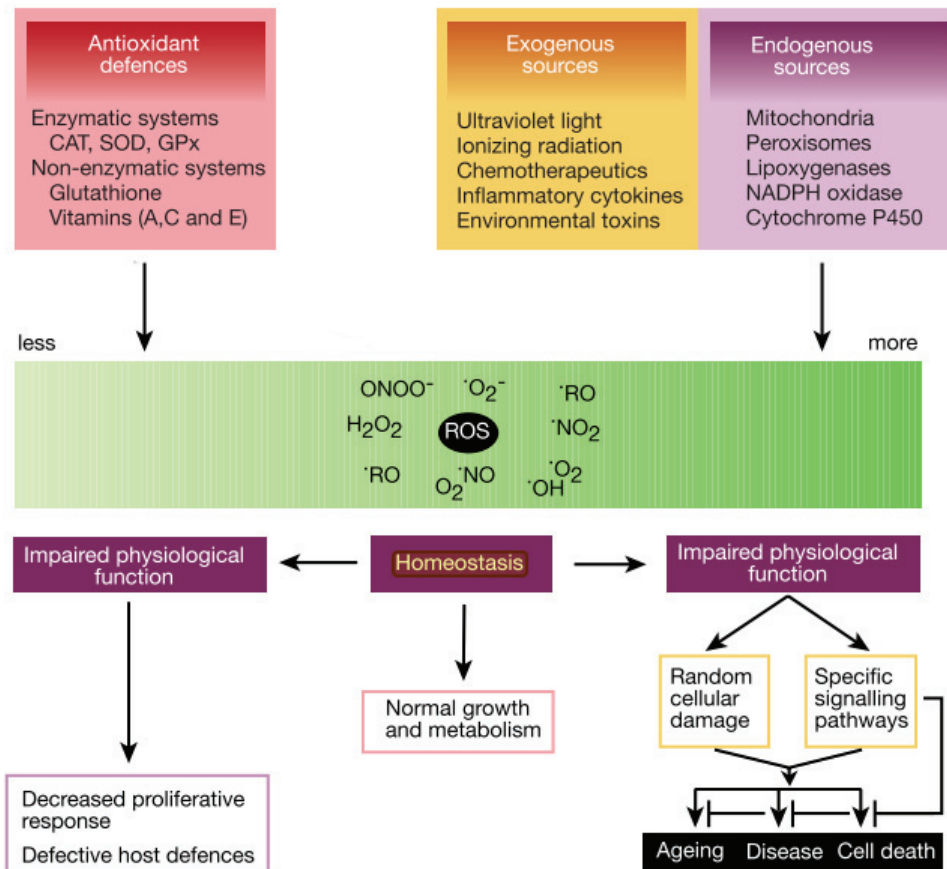 Antioxidant
defences
Enzymatic systems
CAT, SOD, GPx
Non-enzymatic systems
Glutathione
Vitamins (A,C and E)
Exogenous
sources
Ultraviolet light
Ionizing radiation
Chemotherapeutics
Inflammatory cytokines
Environmental toxins
Endogenous
sources
Mitochondria
Peroxisomes
Lipoxygenases
NADPH oxidase
Cytochrome P450
less
more
ONOO⁻
·O₂⁻
·RO
H₂O₂
ROS
·NO₂
·RO
O₂
·NO
·OH
·O₂
Impaired physiological
function
Homeostasis
Impaired physiological
function
Normal growth
and metabolism
Random
cellular
damage
Specific
signalling
pathways
Decreased proliferative
response
Defective host defences
Ageing
Disease
Cell death